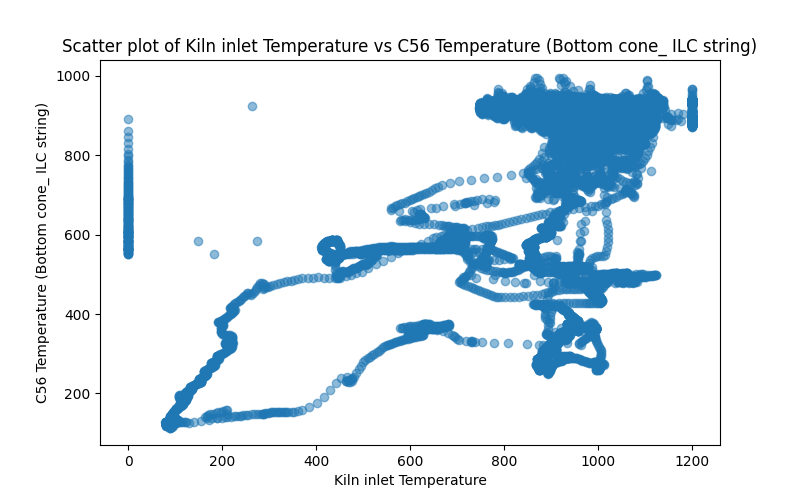 Scatter plot of Kiln inlet Temperature vs C56 Temperature (Bottom cone_ ILC string)
C56 Temperature (Bottom cone_ ILC string)
1000
800
600
400
200
0 200 400 600 800 1000 1200
Kiln inlet Temperature